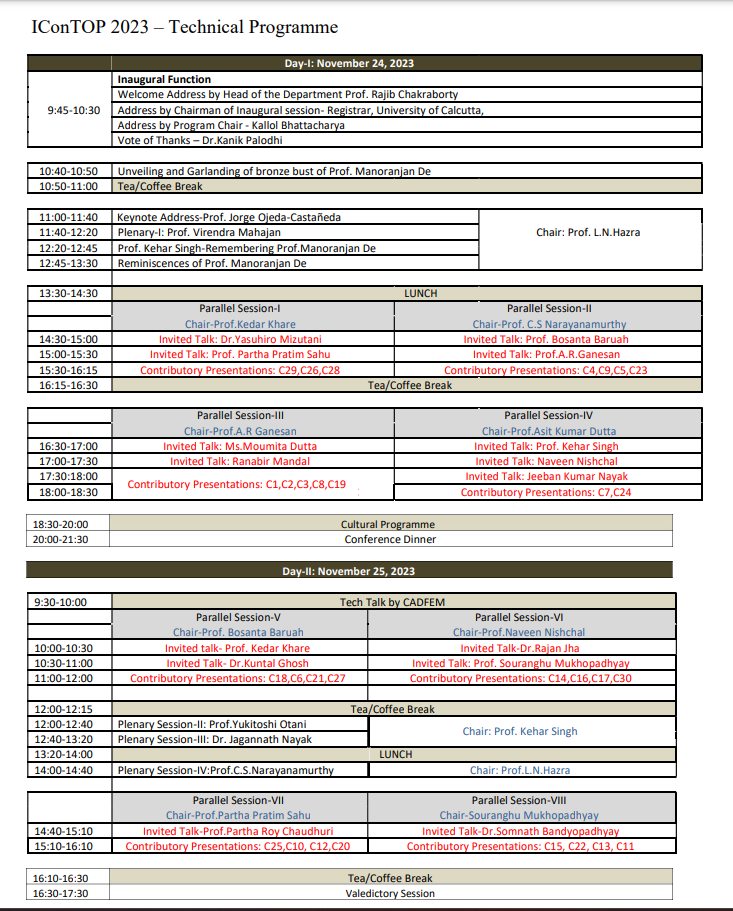 IConTOP 2023 – Technical Programme
Day-I: November 24, 2023
Inaugural Function
Welcome Address by Head of the Department Prof. Rajib Chakraborty
9:45-10:30 Address by Chairman of Inaugural session- Registrar, University of Calcutta,
Address by Program Chair - Kallol Bhattacharya
Vote of Thanks – Dr.Kanik Palodhi
10:40-10:50 Unveiling and Garlanding of bronze bust of Prof. Manoranjan De
10:50-11:00 Tea/Coffee Break
11:00-11:40 Keynote Address-Prof. Jorge Ojeda-Castañeda
11:40-12:20 Plenary-I: Prof. Virendra Mahajan Chair: Prof. L.N.Hazra
12:20-12:45 Prof. Kehar Singh-Remembering Prof.Manoranjan De
12:45-13:30 Reminiscences of Prof. Manoranjan De
13:30-14:30 LUNCH
Parallel Session-I Parallel Session-II
Chair-Prof.Kedar Khare Chair-Prof. C.S Narayanamurthy
14:30-15:00 Invited Talk: Dr.Yasuhiro Mizutani Invited Talk: Prof. Bosanta Baruah
15:00-15:30 Invited Talk: Prof. Partha Pratim Sahu Invited Talk: Prof.A.R.Ganesan
15:30-16:15 Contributory Presentations: C29,C26,C28 Contributory Presentations: C4,C9,C5,C23
16:15-16:30 Tea/Coffee Break
Parallel Session-III Parallel Session-IV
Chair-Prof.A.R Ganesan Chair-Prof.Asit Kumar Dutta
16:30-17:00 Invited Talk: Ms.Moumita Dutta Invited Talk: Prof. Kehar Singh
17:00-17:30 Invited Talk: Ranabir Mandal Invited Talk: Naveen Nishchal
17:30:18:00 Contributory Presentations: C1,C2,C3,C8,C19 Invited Talk: Jeeban Kumar Nayak
18:00-18:30 Contributory Presentations: C7,C24
18:30-20:00 Cultural Programme
20:00-21:30 Conference Dinner
Day-II: November 25, 2023
9:30-10:00 Tech Talk by CADFEM
Parallel Session-V Parallel Session-VI
Chair-Prof. Bosanta Baruah Chair-Prof.Naveen Nishchal
10:00-10:30 Invited talk- Prof. Kedar Khare Invited Talk-Dr.Rajan Jha
10:30-11:00 Invited Talk- Dr.Kuntal Ghosh Invited Talk: Prof. Souranghu Mukhopadhyay
11:00-12:00 Contributory Presentations: C18,C6,C21,C27 Contributory Presentations: C14,C16,C17,C30
12:00-12:15 Tea/Coffee Break
12:00-12:40 Plenary Session-II: Prof.Yukitoshi Otani Chair: Prof. Kehar Singh
12:40-13:20 Plenary Session-III: Dr. Jagannath Nayak
13:20-14:00 LUNCH
14:00-14:40 Plenary Session-IV:Prof.C.S.Narayanamurthy Chair: Prof.L.N.Hazra
Parallel Session-VII Parallel Session-VIII
Chair-Prof.Partha Pratim Sahu Chair-Souranghu Mukhopadhyay
14:40-15:10 Invited Talk-Prof.Partha Roy Chaudhuri Invited Talk-Dr.Somnath Bandyopadhyay
15:10-16:10 Contributory Presentations: C25,C10, C12,C20 Contributory Presentations: C15, C22, C13, C11
16:10-16:30 Tea/Coffee Break
16:30-17:30 Valedictory Session